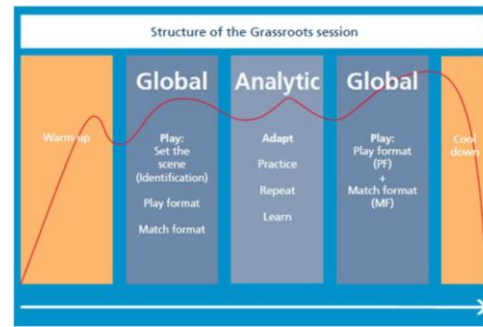 Structure of the Grassroots session
Warm-up
Global
Play:
Set the
scene
(Identification)
Play format
Match format
Analytic
Adapt
Practice
Repeat
Learn
Global
Play:
Play format
(PF)
+
Match format
(MF)
Cool
down